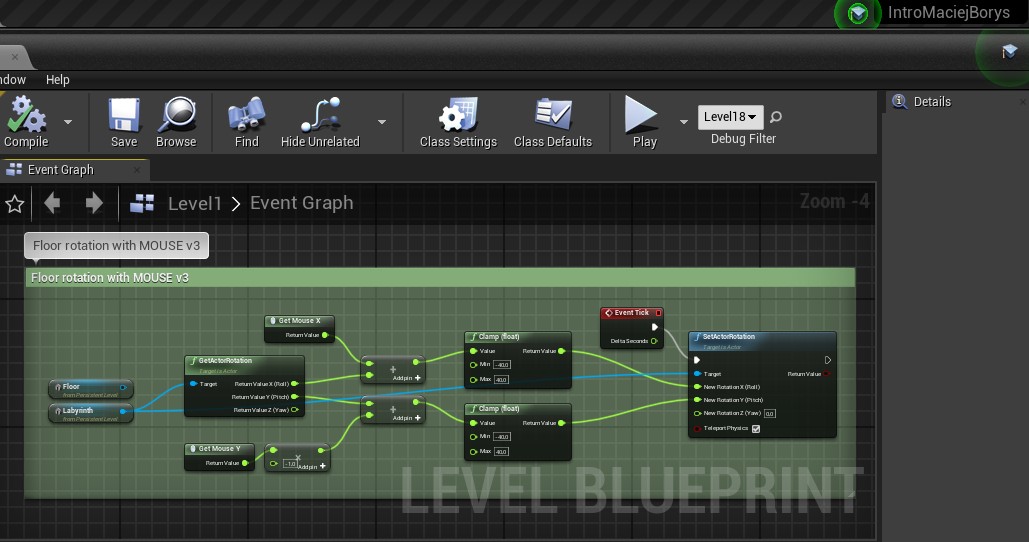 IntroMaciejBorys
ndow Help
Compile Save Browse Find Hide Unrelated Class Settings Class Defaults Play Level18 Debug Filter
Details
Event Graph
Level1 > Event Graph Zoom -4
Floor rotation with MOUSE v3
Floor rotation with MOUSE v3
Get Mouse X
Return Value
Event Tick
Delta Seconds
Clamp (float)
Value Return Value
Min -40.0
Max 40.0
SetActorRotation
Target is Actor
Target Return Value
New Rotation X (Roll)
New Rotation Y (Pitch)
New Rotation Z (Yaw) 0.0
Teleport Physics
GetActorRotation
Target is Actor
Target Return Value X (Roll)
Return Value Y (Pitch)
Return Value Z (Yaw)
+
Add pin +
Floor
from Persistent Level
Labyrinth
from Persistent Level
+
Add pin +
Clamp (float)
Value Return Value
Min -40.0
Max 40.0
Get Mouse Y
Return Value
x
-1.0 Add pin +
LEVEL BLUEPRINT